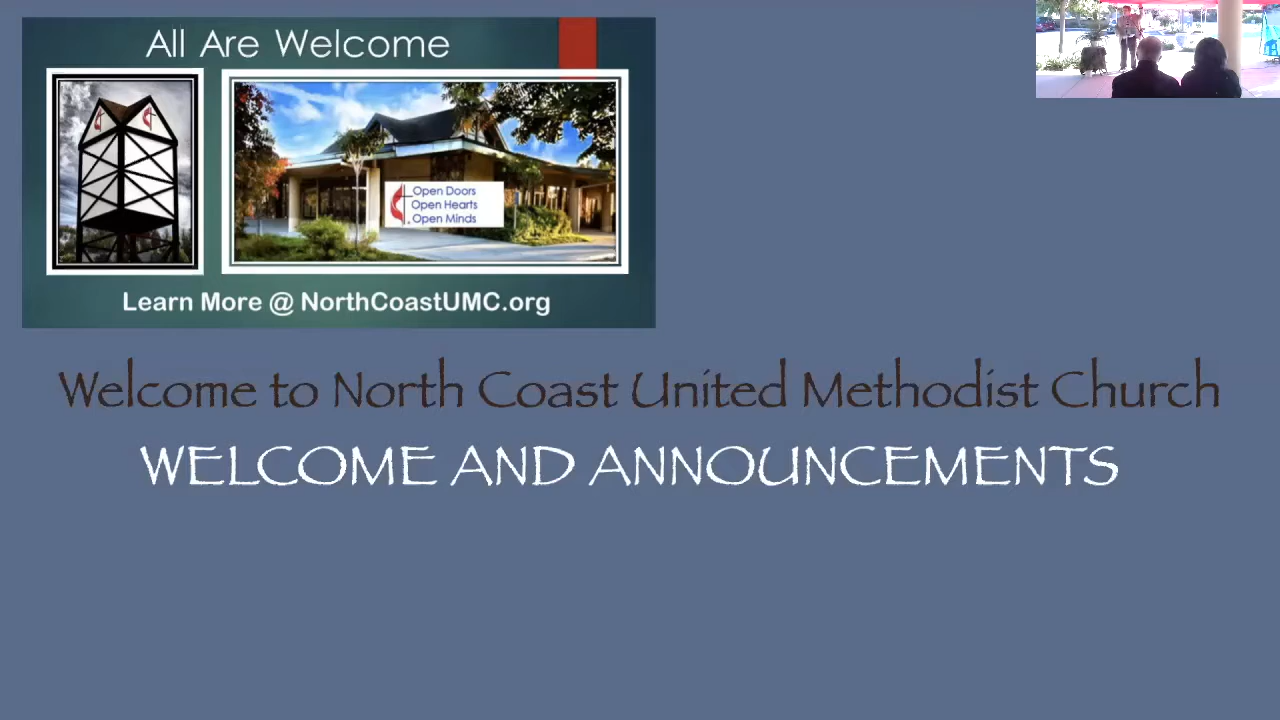 All Are Welcome
Open Doors
Open Hearts
Open Minds
Learn More @ NorthCoastUMC.org
Welcome to North Coast United Methodist Church
WELCOME AND ANNOUNCEMENTS